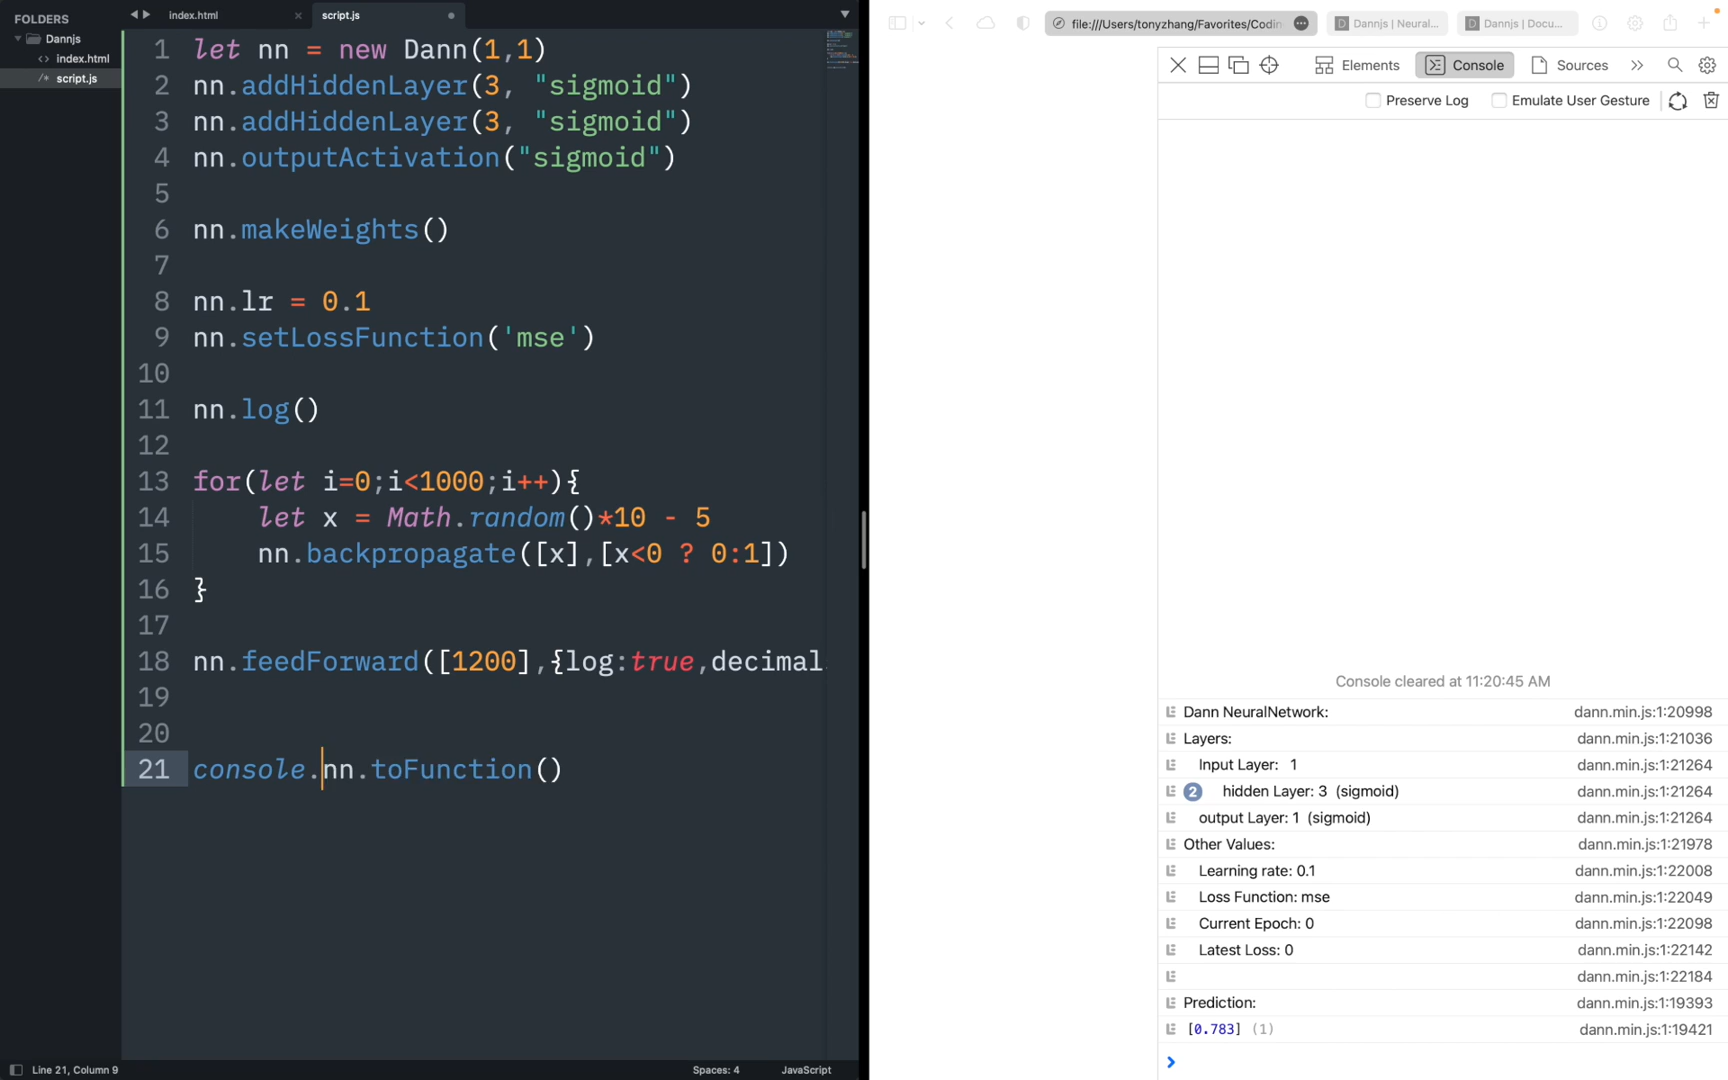 FOLDERS
Dannjs
index.html
script.js
index.html
script.js
1 let nn = new Dann(1,1)
2 nn.addHiddenLayer(3, "sigmoid")
3 nn.addHiddenLayer(3, "sigmoid")
4 nn.outputActivation("sigmoid")
5
6 nn.makeWeights()
7
8 nn.lr = 0.1
9 nn.setLossFunction('mse')
10
11 nn.log()
12
13 for(let i=0;i<1000;i++){
14 let x = Math.random()*10 - 5
15 nn.backpropagate([x],[x<0 ? 0:1])
16 }
17
18 nn.feedForward([1200],{log:true,decimal
19
20
21 console.nn.toFunction()
Line 21, Column 9
Spaces: 4
JavaScript
file:///Users/tonyzhang/Favorites/Codin
Dannjs | Neural...
Dannjs | Docu...
Elements
Console
Sources
Preserve Log
Emulate User Gesture
Console cleared at 11:20:45 AM
Dann NeuralNetwork: dann.min.js:1:20998
Layers: dann.min.js:1:21036
Input Layer: 1 dann.min.js:1:21264
2 hidden Layer: 3 (sigmoid) dann.min.js:1:21264
output Layer: 1 (sigmoid) dann.min.js:1:21264
Other Values: dann.min.js:1:21978
Learning rate: 0.1 dann.min.js:1:22008
Loss Function: mse dann.min.js:1:22049
Current Epoch: 0 dann.min.js:1:22098
Latest Loss: 0 dann.min.js:1:22142
dann.min.js:1:22184
Prediction: dann.min.js:1:19393
[0.783] (1) dann.min.js:1:19421